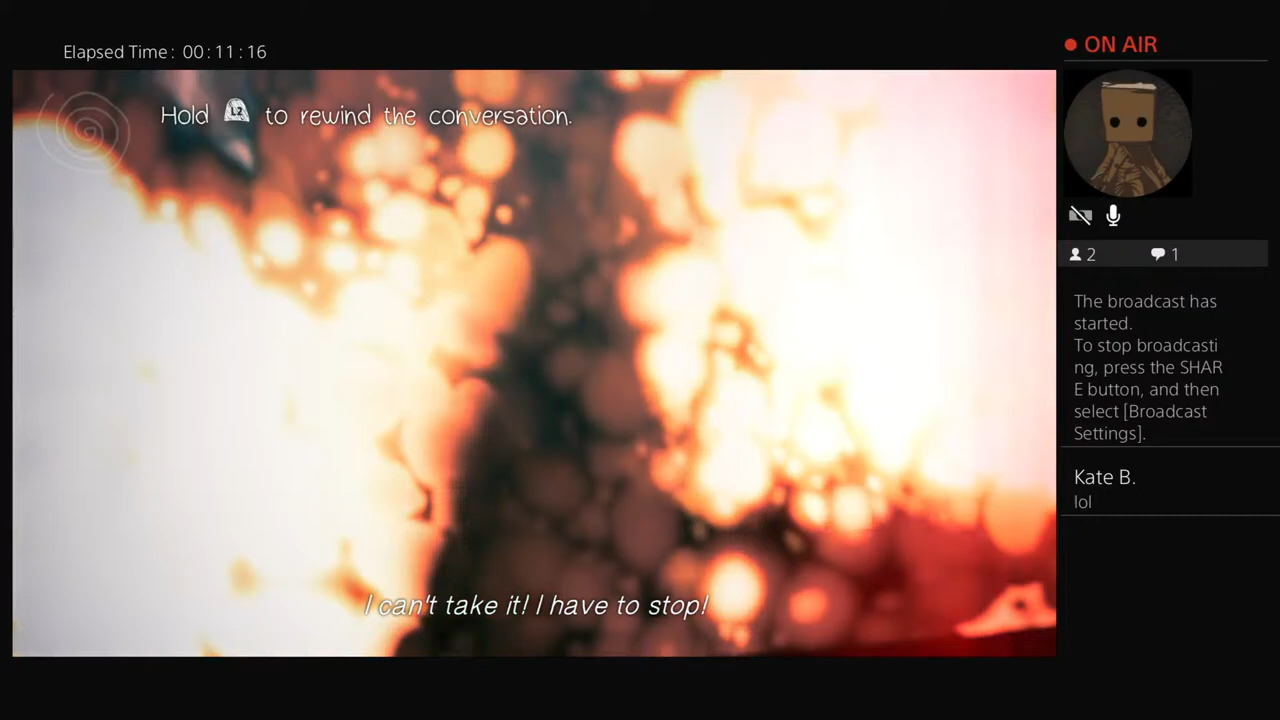 Elapsed Time: 00:11:16
ON AIR
Hold L2 to rewind the conversation.
2 1
The broadcast has
started.
To stop broadcasti
ng, press the SHAR
E button, and then
select [Broadcast
Settings].
Kate B.
lol
I can't take it! I have to stop!